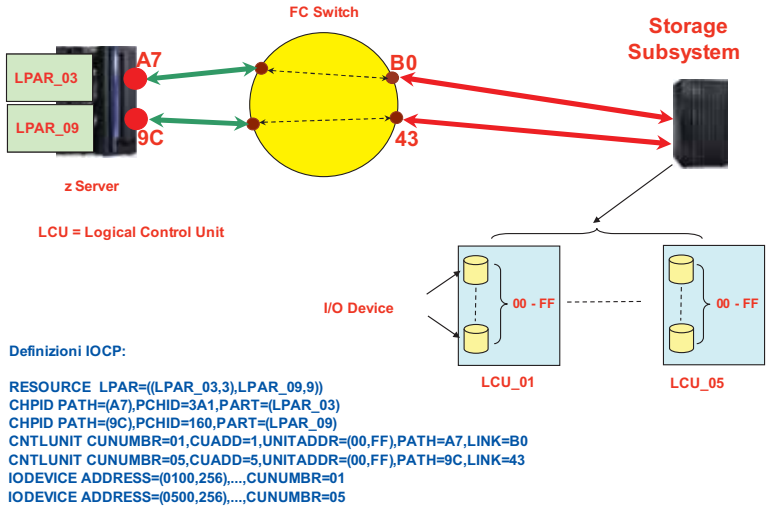 FC Switch
Storage
Subsystem
A7
B0
LPAR_03
LPAR_09
9C
43
z Server
LCU = Logical Control Unit
I/O Device
00 - FF
00 - FF
LCU_01
LCU_05
Definizioni IOCP:
RESOURCE LPAR=((LPAR_03,3),LPAR_09,9))
CHPID PATH=(A7),PCHID=3A1,PART=(LPAR_03)
CHPID PATH=(9C),PCHID=160,PART=(LPAR_09)
CNTLUNIT CUNUMBR=01,CUADD=1,UNITADDR=(00,FF),PATH=A7,LINK=B0
CNTLUNIT CUNUMBR=05,CUADD=5,UNITADDR=(00,FF),PATH=9C,LINK=43
IODEVICE ADDRESS=(0100,256),...,CUNUMBR=01
IODEVICE ADDRESS=(0500,256),...,CUNUMBR=05